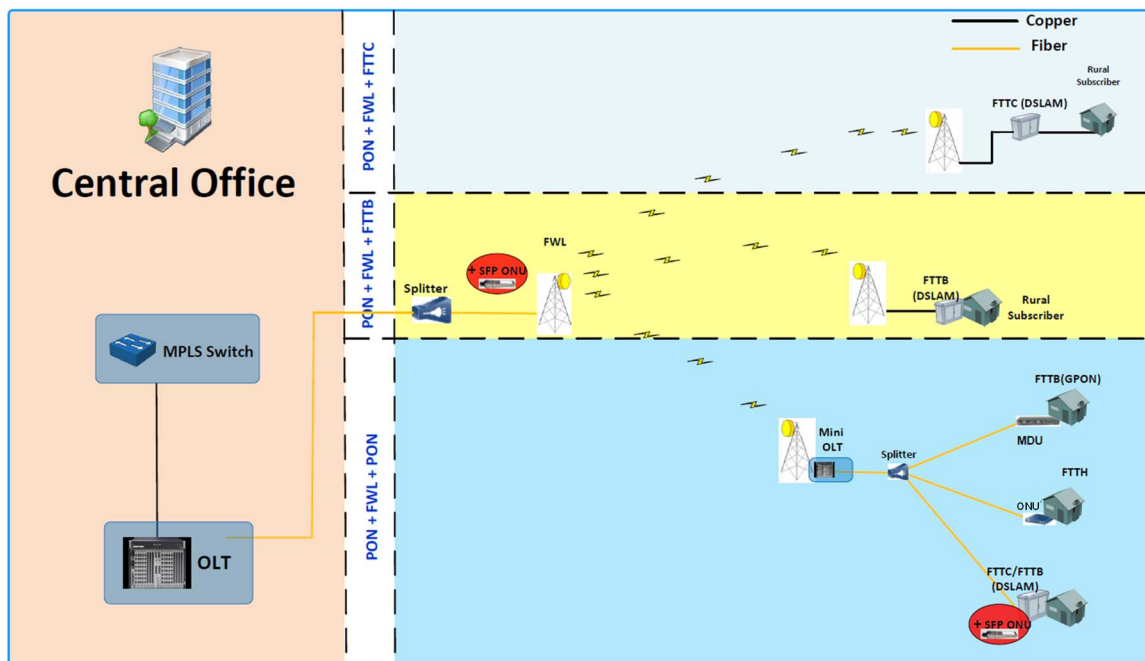 Central Office
MPLS Switch
OLT
PON + FWL + FTTC
PON + FWL + FTTB
PON + FWL + PON
Copper
Fiber
Rural
Subscriber
FTTC (DSLAM)
FWL
+ SFP ONU
Splitter
FTTB
(DSLAM)
Rural
Subscriber
Mini
OLT
Splitter
FTTB(GPON)
MDU
FTTH
ONU
FTTC/FTTB
(DSLAM)
+ SFP ONU